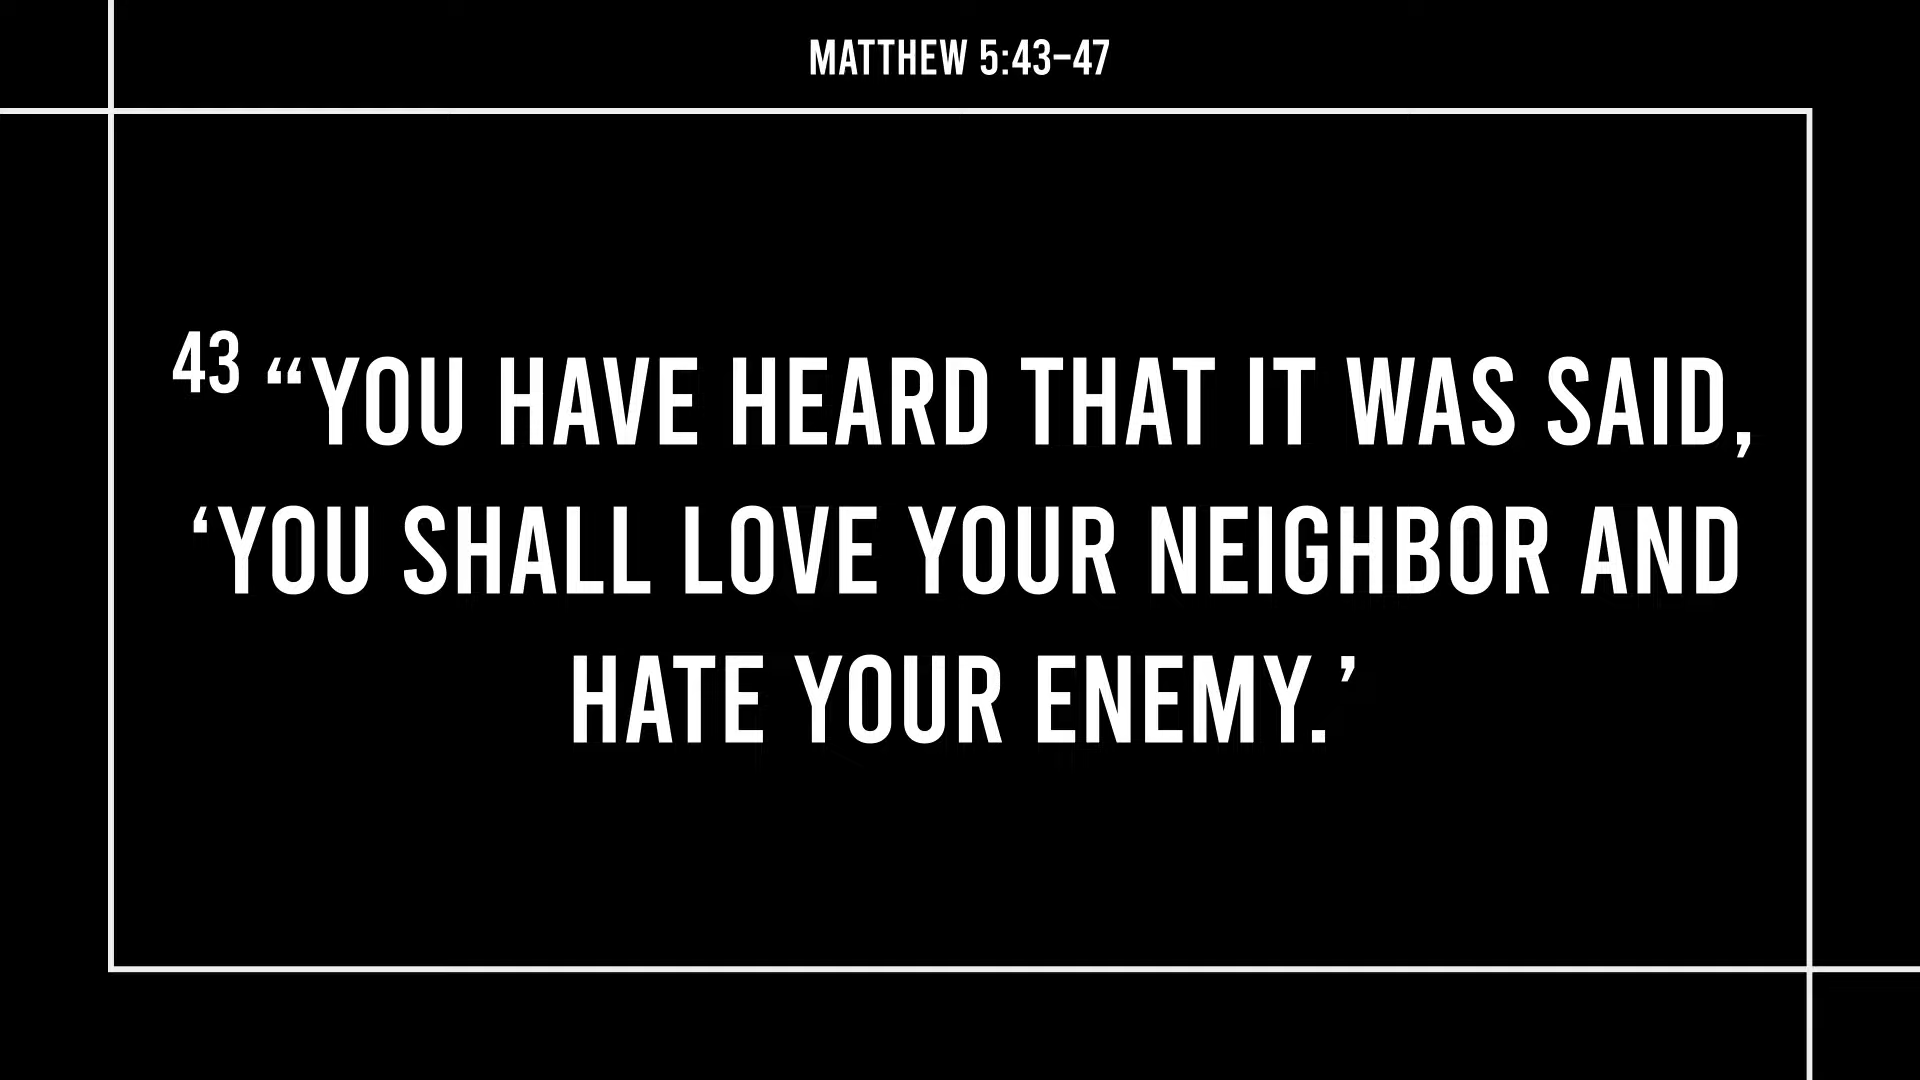 MATTHEW 5:43–47
43 “YOU HAVE HEARD THAT IT WAS SAID,
‘YOU SHALL LOVE YOUR NEIGHBOR AND
HATE YOUR ENEMY.’